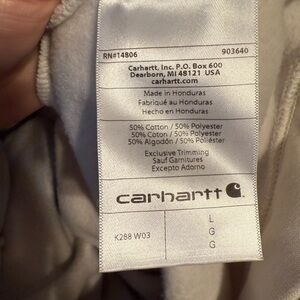 RN#14806 903640
Carhartt, Inc. P.O. Box 600
Dearborn, MI 48121 USA
carhartt.com
Made in Honduras
Fabriqué au Honduras
Hecho en Honduras
50% Cotton / 50% Polyester
50% Coton / 50% Polyester
50% Algodón / 50% Poliéster
Exclusive Trimming
Sauf Garnitures
Excepto Adorno
carhartt
K288 W03
L
G
G